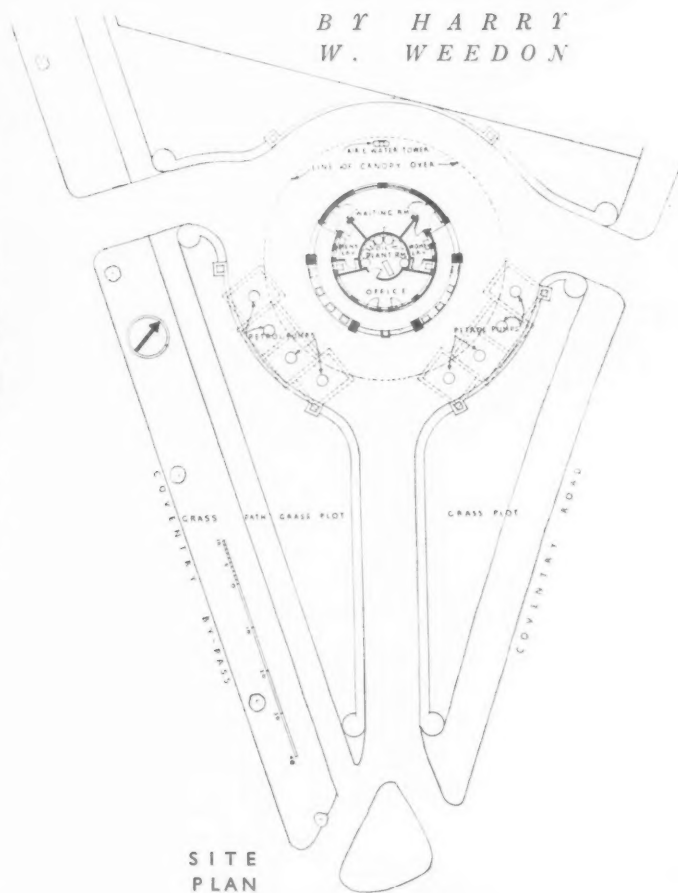 BY HARRY
W. WEEDON
AIR & WATER TOWER
LINE OF CANOPY OVER
WAITING RM
PLANT RM
OFFICE
PETROL PUMPS
PETROL PUMPS
COVENTRY BY-PASS
GRASS
PATH
GRASS PLOT
GRASS PLOT
COVENTRY ROAD
SITE
PLAN